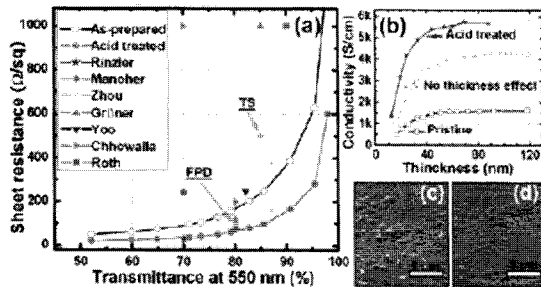 (a)
Sheet resistance (Ω/sq)
1000
800
600
400
200
0
As-prepared
Acid treated
Rinzler
Manoher
Zhou
Grüner
Yoo
Chhowalla
Roth
TS
FPD
50 60 70 80 90 100
Transmittance at 550 nm (%)
(b)
Conductivity (S/cm)
6k
5k
4k
3k
2k
1k
0
Acid treated
No thickness effect
Pristine
0 40 80 120
Thinckness (nm)
(c)
(d)